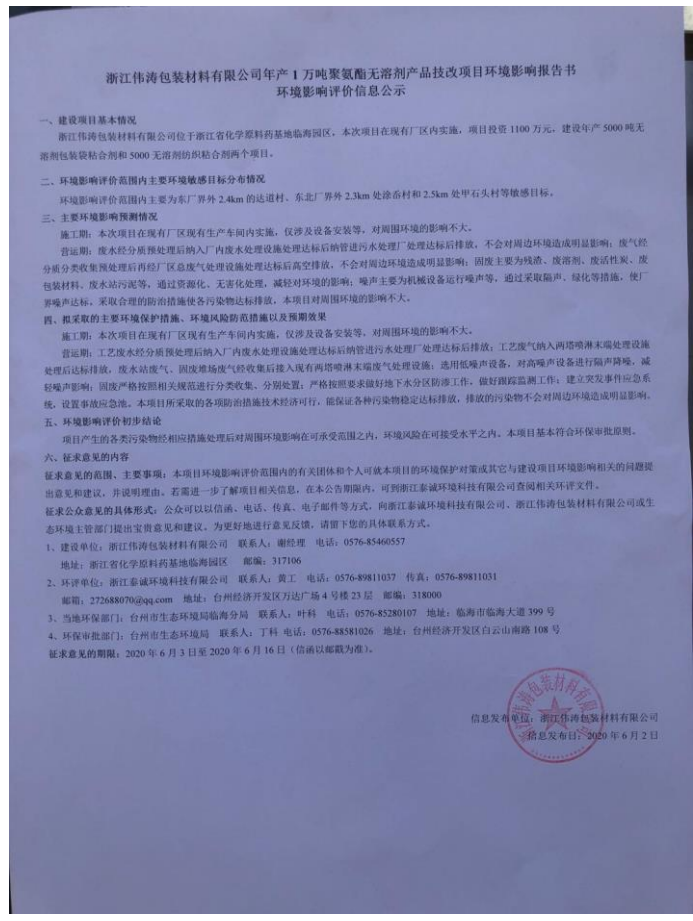 浙江伟涛包装材料有限公司年产 1 万吨聚氨酯无溶剂产品技改项目环境影响报告书
环境影响评价信息公示
一、建设项目基本情况
浙江伟涛包装材料有限公司位于浙江省化学原料药基地临海园区，本次项目在现有厂区内实施，项目投资 1100 万元，建设年产 5000 吨无
溶剂包装袋粘合剂和 5000 无溶剂纺织粘合剂两个项目。
二、环境影响评价范围内主要环境敏感目标分布情况
环境影响评价范围内主要为东厂界外 2.4km 的达道村、东北厂界外 2.3km 处涂岙村和 2.5km 处甲石头村等敏感目标。
三、主要环境影响预测情况
施工期：本次项目在现有厂区现有生产车间内实施，仅涉及设备安装等，对周围环境的影响不大。
营运期：废水经分质预处理后纳入厂内废水处理设施处理达标后纳管进污水处理厂处理达标后排放，不会对周边环境造成明显影响；废气经
分质分类收集预处理后再经厂区总废气处理设施处理达标后高空排放，不会对周边环境造成明显影响；固废主要为残渣、废溶剂、废活性炭、废
包装材料、废水站污泥等，通过资源化、无害化处理，减轻对环境的影响；噪声主要为机械设备运行噪声等，通过采取隔声、绿化等措施，使厂
界噪声达标。采取合理的防治措施使各污染物达标排放，本项目对周围环境的影响不大。
四、拟采取的主要环境保护措施、环境风险防范措施以及预期效果
施工期：本次项目在现有厂区现有生产车间内实施，仅涉及设备安装等，对周围环境的影响不大。
营运期：工艺废水经分质预处理后纳入厂内废水处理设施处理达标后纳管进污水处理厂处理达标后排放；工艺废气纳入两塔喷淋末端处理设施
处理后达标排放，废水站废气、固废堆场废气经收集后接入现有两塔喷淋末端废气处理设施；选用低噪声设备，对高噪声设备进行隔声降噪，减
轻噪声影响；固废严格按照相关规范进行分类收集、分别处置；严格按照要求做好地下水分区防渗工作，做好跟踪监测工作；建立突发事件应急系
统，设置事故应急池。本项目所采取的各项防治措施技术经济可行，能保证各种污染物稳定达标排放，排放的污染物不会对周边环境造成明显影响。
五、环境影响评价初步结论
项目产生的各类污染物经相应措施处理后对周围环境影响在可承受范围之内，环境风险在可接受水平之内。本项目基本符合环保审批原则。
六、征求意见的内容
征求意见的范围、主要事项：本项目环境影响评价范围内的有关团体和个人可就本项目的环境保护对策或其它与建设项目环境影响相关的问题提
出意见和建议，并说明理由。若需进一步了解项目相关信息，在本公告期限内，可到浙江泰诚环境科技有限公司查阅相关环评文件。
征求公众意见的具体形式：公众可以以信函、电话、传真、电子邮件等方式，向浙江泰诚环境科技有限公司、浙江伟涛包装材料有限公司或生
态环境主管部门提出宝贵意见和建议。为更好地进行意见反馈，请留下您的具体联系方式。
1、建设单位：浙江伟涛包装材料有限公司 联系人：谢经理 电话：0576-85460557
地址：浙江省化学原料药基地临海园区 邮编：317106
2、环评单位：浙江泰诚环境科技有限公司 联系人：黄工 电话：0576-89811037 传真：0576-89811031
邮箱：272688070@qq.com 地址：台州经济开发区万达广场 4 号楼 23 层 邮编：318000
3、当地环保部门：台州市生态环境局临海分局 联系人：叶科 电话：0576-85280107 地址：临海市临海大道 399 号
4、环保审批部门：台州市生态环境局 联系人：丁科 电话：0576-88581026 地址：台州经济开发区白云山南路 108 号
征求意见的期限：2020 年 6 月 3 日至 2020 年 6 月 16 日（信函以邮戳为准）。
信息发布单位：浙江伟涛包装材料有限公司
信息发布日：2020 年 6 月 2 日
浙江伟涛包装材料有限公司